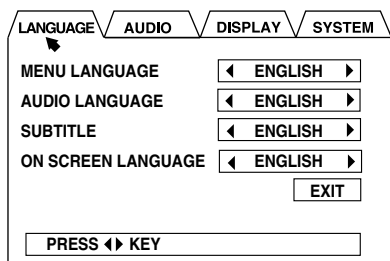 LANGUAGE AUDIO DISPLAY SYSTEM
MENU LANGUAGE ENGLISH
AUDIO LANGUAGE ENGLISH
SUBTITLE ENGLISH
ON SCREEN LANGUAGE ENGLISH
EXIT
PRESS KEY